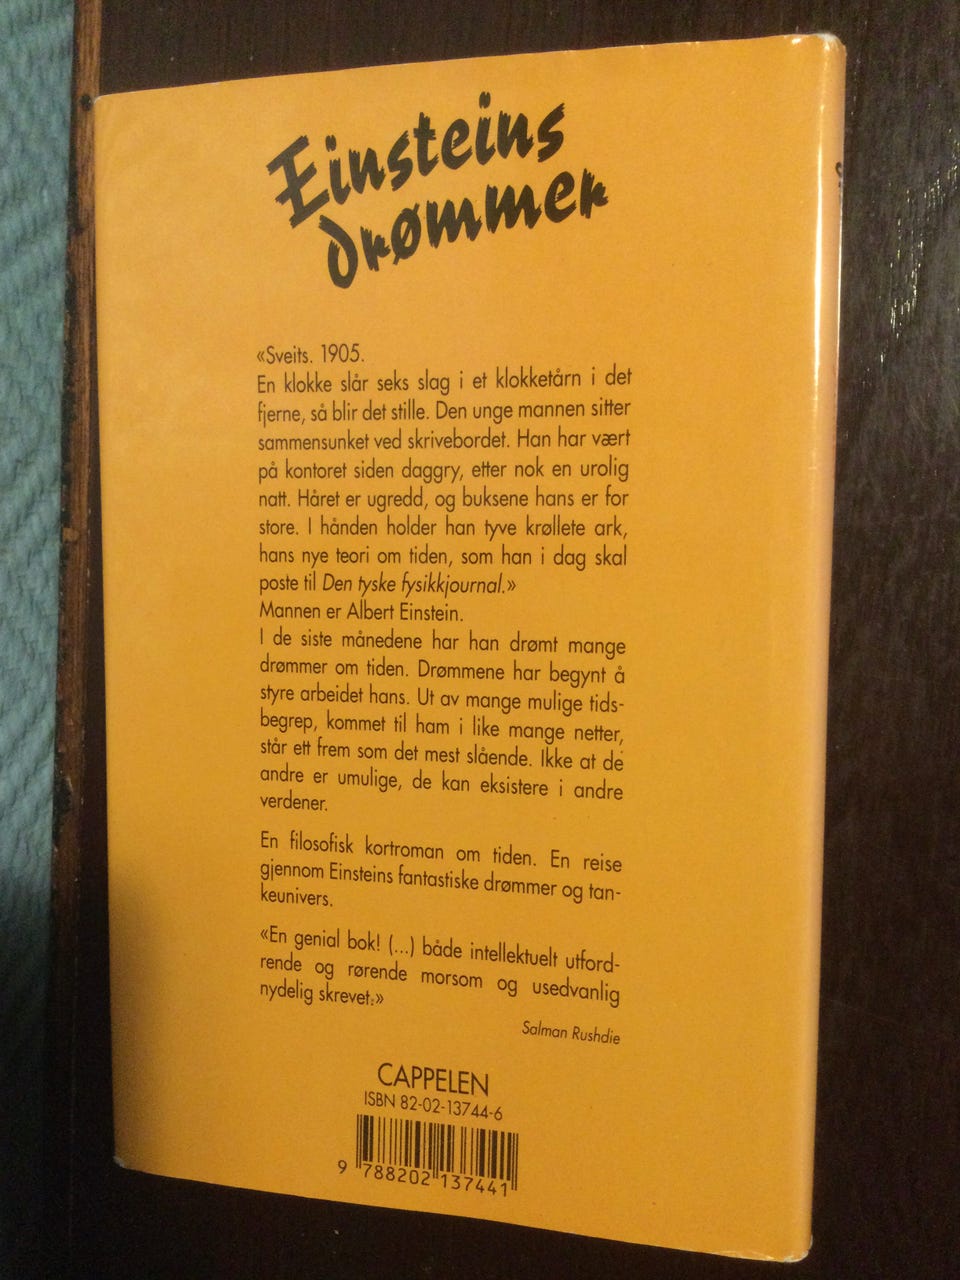 Einsteins
drømmer
«Sveits. 1905.
En klokke slår seks slag i et klokketårn i det
fjerne, så blir det stille. Den unge mannen sitter
sammensunket ved skrivebordet. Han har vært
på kontoret siden daggry, etter nok en urolig
natt. Håret er ugredd, og buksene hans er for
store. I hånden holder han tyve krøllete ark,
hans nye teori om tiden, som han i dag skal
poste til Den tyske fysikkjournal.»
Mannen er Albert Einstein.
I de siste månedene har han drømt mange
drømmer om tiden. Drømmene har begynt å
styre arbeidet hans. Ut av mange mulige tids-
begrep, kommet til ham i like mange netter,
står ett frem som det mest slående. Ikke at de
andre er umulige, de kan eksistere i andre
verdener.
En filosofisk kortroman om tiden. En reise
gjennom Einsteins fantastiske drømmer og tan-
keunivers.
«En genial bok! (...) både intellektuelt utford-
rende og rørende morsom og usedvanlig
nydelig skrevet.»
Salman Rushdie
CAPPELEN
ISBN 82-02-13744-6
9 788202 137441